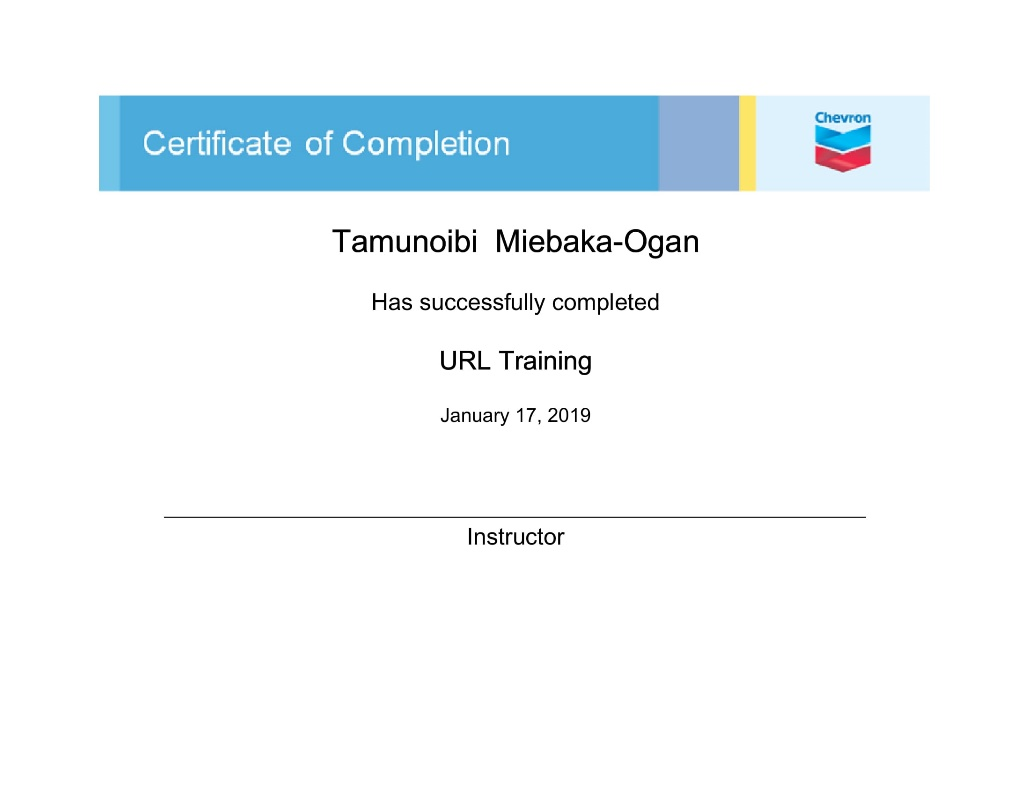 Certificate of Completion
Chevron
Tamunoibi Miebaka-Ogan
Has successfully completed
URL Training
January 17, 2019
Instructor